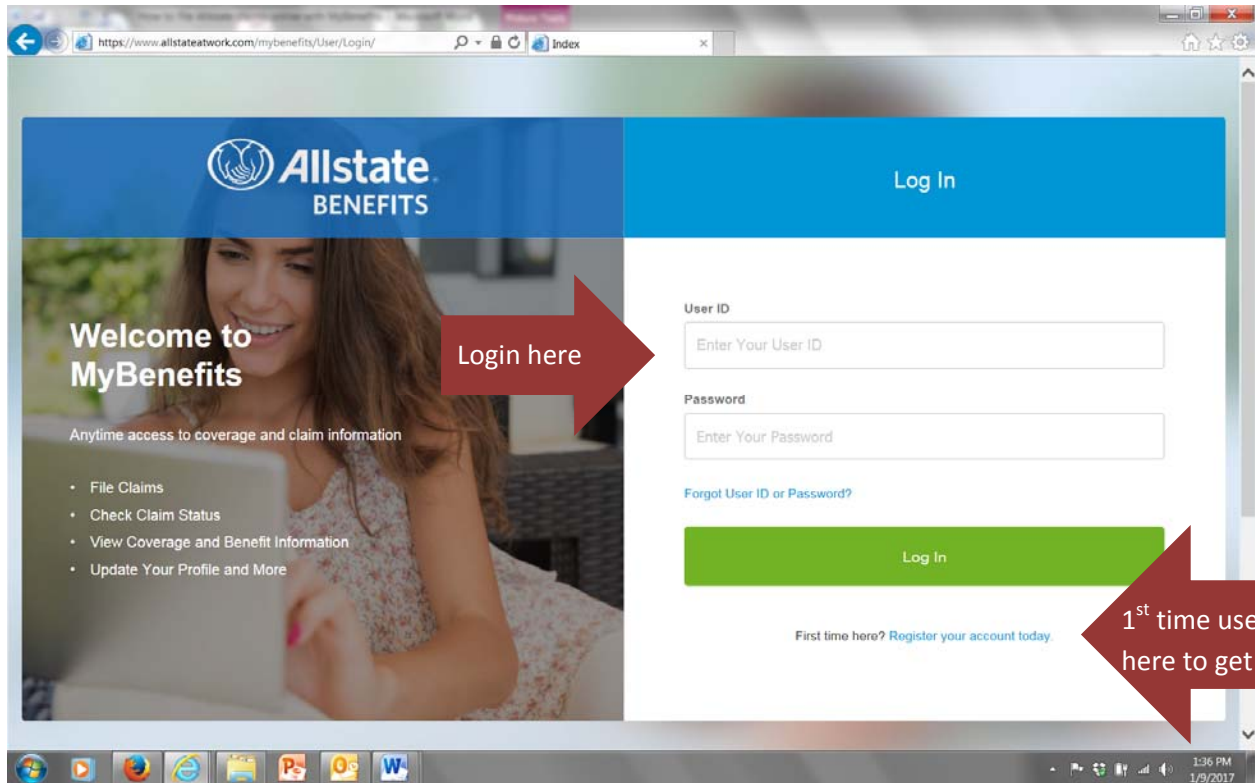 https://www.allstateatwork.com/mybenefits/User/Login/
Index
Allstate.
BENEFITS
Log In
Welcome to
MyBenefits
Anytime access to coverage and claim information
• File Claims
• Check Claim Status
• View Coverage and Benefit Information
• Update Your Profile and More
Login here
User ID
Enter Your User ID
Password
Enter Your Password
Forgot User ID or Password?
Log In
First time here? Register your account today.
1st time use
here to get
1:36 PM
1/9/2017